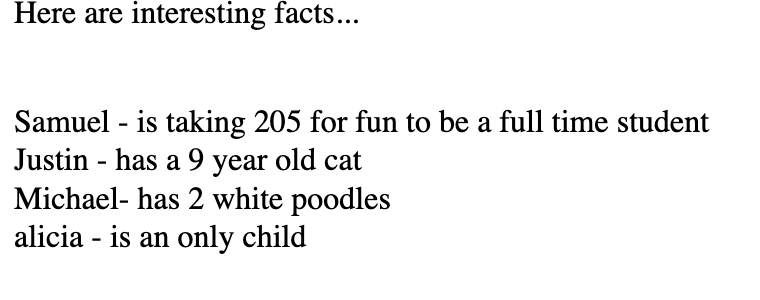 Here are interesting facts...
Samuel - is taking 205 for fun to be a full time student
Justin - has a 9 year old cat
Michael- has 2 white poodles
alicia - is an only child